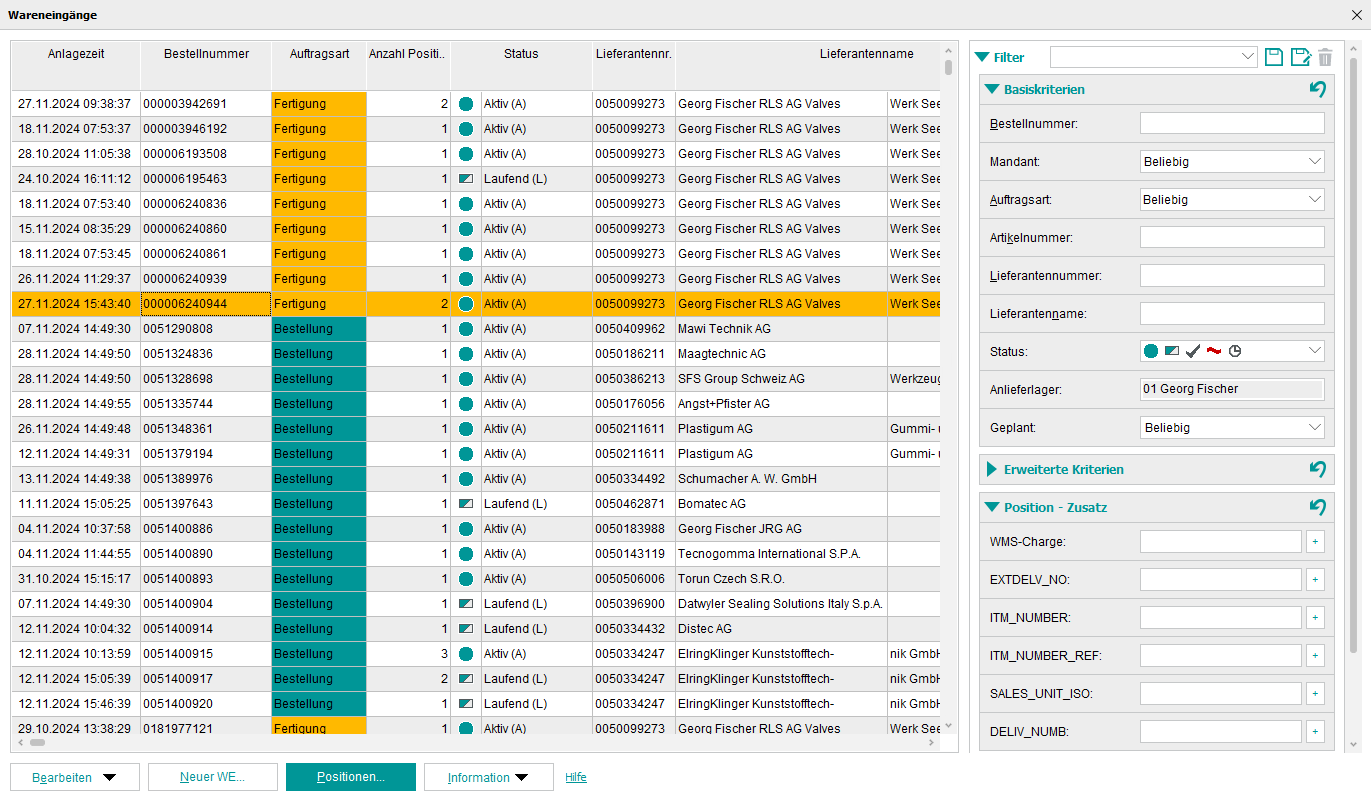 Wareneingänge
Anlagezeit Bestellnummer Auftragsart Anzahl Positi.. Status Lieferantennr. Lieferantenname
27.11.2024 09:38:37 000003942691 Fertigung 2 Aktiv (A) 0050099273 Georg Fischer RLS AG Valves Werk See
18.11.2024 07:53:37 000003946192 Fertigung 1 Aktiv (A) 0050099273 Georg Fischer RLS AG Valves Werk See
28.10.2024 11:05:38 000006193508 Fertigung 1 Aktiv (A) 0050099273 Georg Fischer RLS AG Valves Werk See
24.10.2024 16:11:12 000006195463 Fertigung 1 Laufend (L) 0050099273 Georg Fischer RLS AG Valves Werk See
18.11.2024 07:53:40 000006240836 Fertigung 1 Aktiv (A) 0050099273 Georg Fischer RLS AG Valves Werk See
15.11.2024 08:35:29 000006240860 Fertigung 1 Aktiv (A) 0050099273 Georg Fischer RLS AG Valves Werk See
18.11.2024 07:53:45 000006240861 Fertigung 1 Aktiv (A) 0050099273 Georg Fischer RLS AG Valves Werk See
26.11.2024 11:29:37 000006240939 Fertigung 1 Aktiv (A) 0050099273 Georg Fischer RLS AG Valves Werk See
27.11.2024 15:43:40 000006240944 Fertigung 2 Aktiv (A) 0050099273 Georg Fischer RLS AG Valves Werk See
07.11.2024 14:49:30 0051290808 Bestellung 1 Aktiv (A) 0050409962 Mawi Technik AG
28.11.2024 14:49:50 0051324836 Bestellung 1 Aktiv (A) 0050186211 Maagtechnic AG
28.11.2024 14:49:50 0051328698 Bestellung 1 Aktiv (A) 0050386213 SFS Group Schweiz AG Werkzeug
28.11.2024 14:49:55 0051335744 Bestellung 1 Aktiv (A) 0050176056 Angst+Pfister AG
26.11.2024 14:49:48 0051348361 Bestellung 1 Aktiv (A) 0050211611 Plastigum AG Gummi- u
12.11.2024 14:49:31 0051379194 Bestellung 1 Aktiv (A) 0050211611 Plastigum AG Gummi- u
13.11.2024 14:49:38 0051389976 Bestellung 1 Aktiv (A) 0050334492 Schumacher A. W. GmbH
11.11.2024 15:05:25 0051397643 Bestellung 1 Laufend (L) 0050462871 Bomatec AG
04.11.2024 10:37:58 0051400886 Bestellung 1 Aktiv (A) 0050183988 Georg Fischer JRG AG
04.11.2024 11:44:55 0051400890 Bestellung 1 Aktiv (A) 0050143119 Tecnogomma International S.P.A.
31.10.2024 15:15:17 0051400893 Bestellung 1 Aktiv (A) 0050506006 Torun Czech S.R.O.
07.11.2024 14:49:30 0051400904 Bestellung 1 Laufend (L) 0050396900 Datwyler Sealing Solutions Italy S.p.A.
12.11.2024 10:04:32 0051400914 Bestellung 1 Laufend (L) 0050334432 Distec AG
12.11.2024 10:13:59 0051400915 Bestellung 3 Aktiv (A) 0050334247 ElringKlinger Kunststofftech- nik GmbH
12.11.2024 15:05:39 0051400917 Bestellung 2 Laufend (L) 0050334247 ElringKlinger Kunststofftech- nik GmbH
12.11.2024 15:46:39 0051400920 Bestellung 1 Laufend (L) 0050334247 ElringKlinger Kunststofftech- nik GmbH
29.10.2024 13:38:29 0181977121 Fertigung 1 Aktiv (A) 0050099273 Georg Fischer RLS AG Valves Werk See
Filter
Basiskriterien
Bestellnummer:
Mandant: Beliebig
Auftragsart: Beliebig
Artikelnummer:
Lieferantennummer:
Lieferantenname:
Status:
Anlieferlager: 01 Georg Fischer
Geplant: Beliebig
Erweiterte Kriterien
Position - Zusatz
WMS-Charge: +
EXTDELV_NO: +
ITM_NUMBER: +
ITM_NUMBER_REF: +
SALES_UNIT_ISO: +
DELIV_NUMB: +
Bearbeiten Neuer WE... Positionen... Information Hilfe